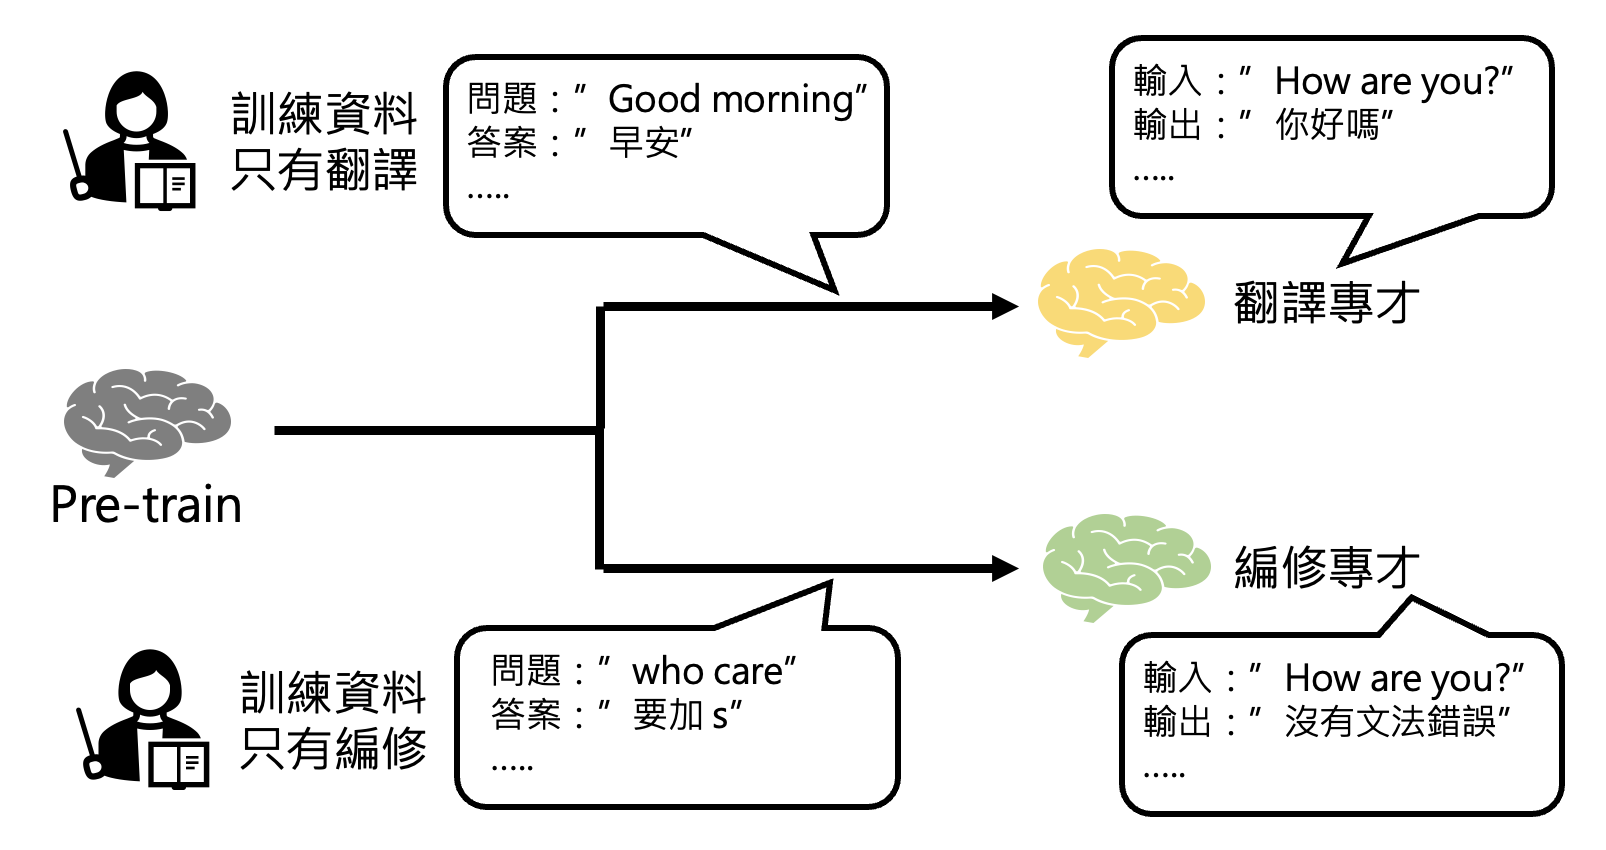 訓練資料
只有翻譯
問題：”Good morning”
答案：”早安”
.....
輸入：”How are you?”
輸出：”你好嗎”
.....
翻譯專才
Pre-train
編修專才
訓練資料
只有編修
問題：”who care”
答案：”要加 s”
.....
輸入：”How are you?”
輸出：”沒有文法錯誤”
.....